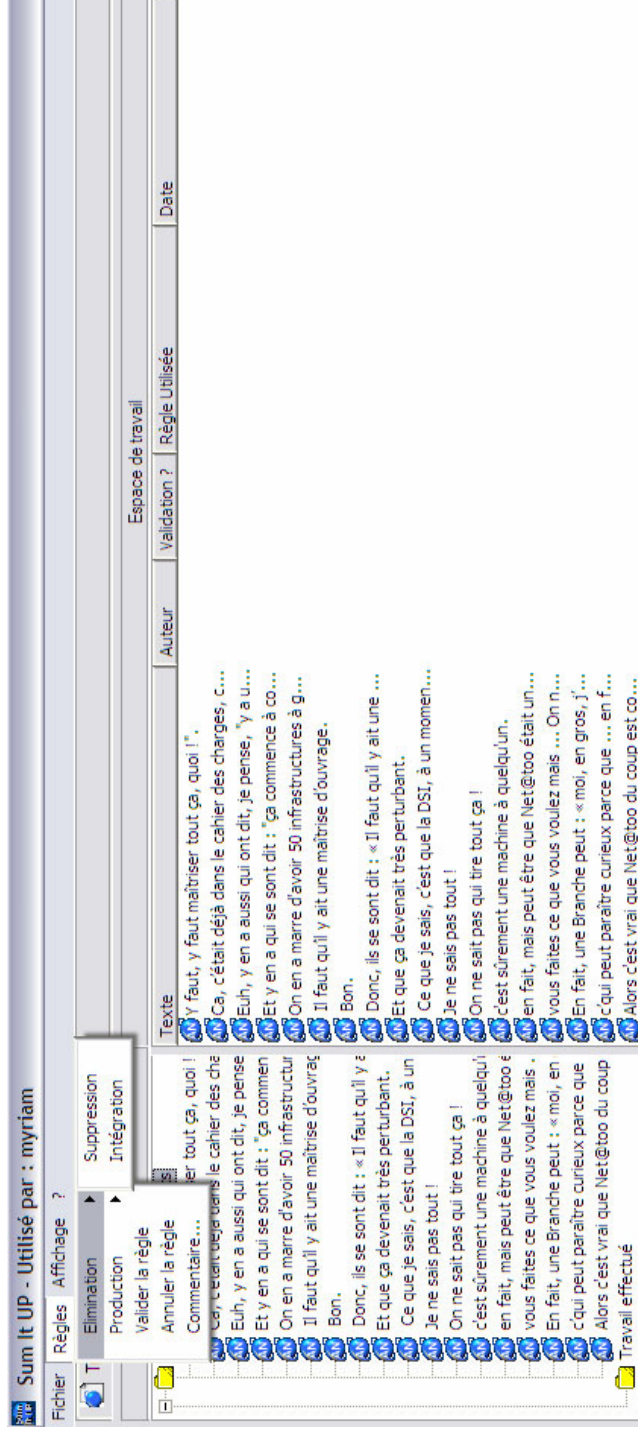 Sum It UP - Utilisé par : myriam
Fichier Règles Affichage ?
Elimination
Production
Valider la règle
Annuler la règle
Commentaire...
Suppression
Intégration
Espace de travail
Texte Auteur Validation ? Règle Utilisée Date
er tout ça, quoi !
Ca, c'était déjà dans le cahier des cha
Euh, y en a aussi qui ont dit, je pense
Et y en a qui se sont dit : "ça commen
On en a marre d'avoir 50 infrastructur
Il faut qu'il y ait une maîtrise d'ouvrag
Bon.
Donc, ils se sont dit : « Il faut qu'il y a
Et que ça devenait très perturbant.
Ce que je sais, c'est que la DSI, à un
Je ne sais pas tout !
On ne sait pas qui tire tout ça !
c'est sûrement une machine à quelqu'u
en fait, mais peut être que Net@too é
vous faites ce que vous voulez mais .
En fait, une Branche peut : « moi, en
c'qui peut paraître curieux parce que
Alors c'est vrai que Net@too du coup
Travail effectué
Y faut, y faut maîtriser tout ça, quoi !".
Ca, c'était déjà dans le cahier des charges, c...
Euh, y en a aussi qui ont dit, je pense, "y a u...
Et y en a qui se sont dit : "ça commence à co...
On en a marre d'avoir 50 infrastructures à g...
Il faut qu'il y ait une maîtrise d'ouvrage.
Bon.
Donc, ils se sont dit : « Il faut qu'il y ait une ...
Et que ça devenait très perturbant.
Ce que je sais, c'est que la DSI, à un momen...
Je ne sais pas tout !
On ne sait pas qui tire tout ça !
c'est sûrement une machine à quelqu'un.
en fait, mais peut être que Net@too était un...
vous faites ce que vous voulez mais ... On n...
En fait, une Branche peut : « moi, en gros, j'...
c'qui peut paraître curieux parce que ... en f...
Alors c'est vrai que Net@too du coup est co...